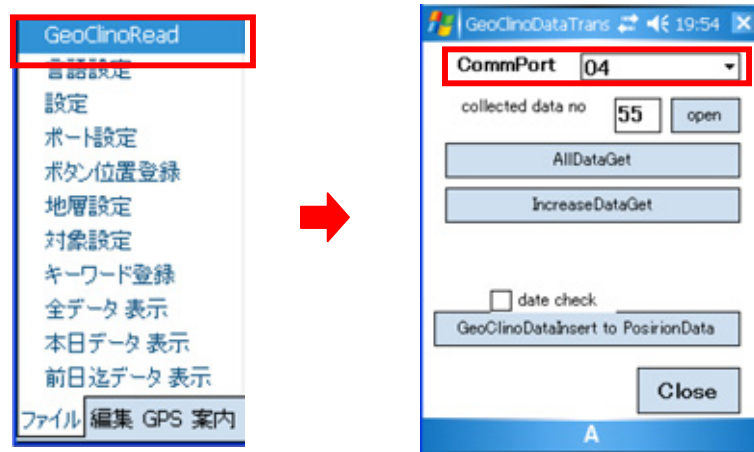 GeoClinoRead
言語設定
設定
ポート設定
ボタン位置登録
地層設定
対象設定
キーワード登録
全データ 表示
本日データ 表示
前日迄データ 表示
ファイル 編集 GPS 案内
GeoClinoDataTrans 19:54
CommPort 04
collected data no 55 open
AllDataGet
IncreaseDataGet
date check
GeoClinoDataInsert to PosirionData
Close
A